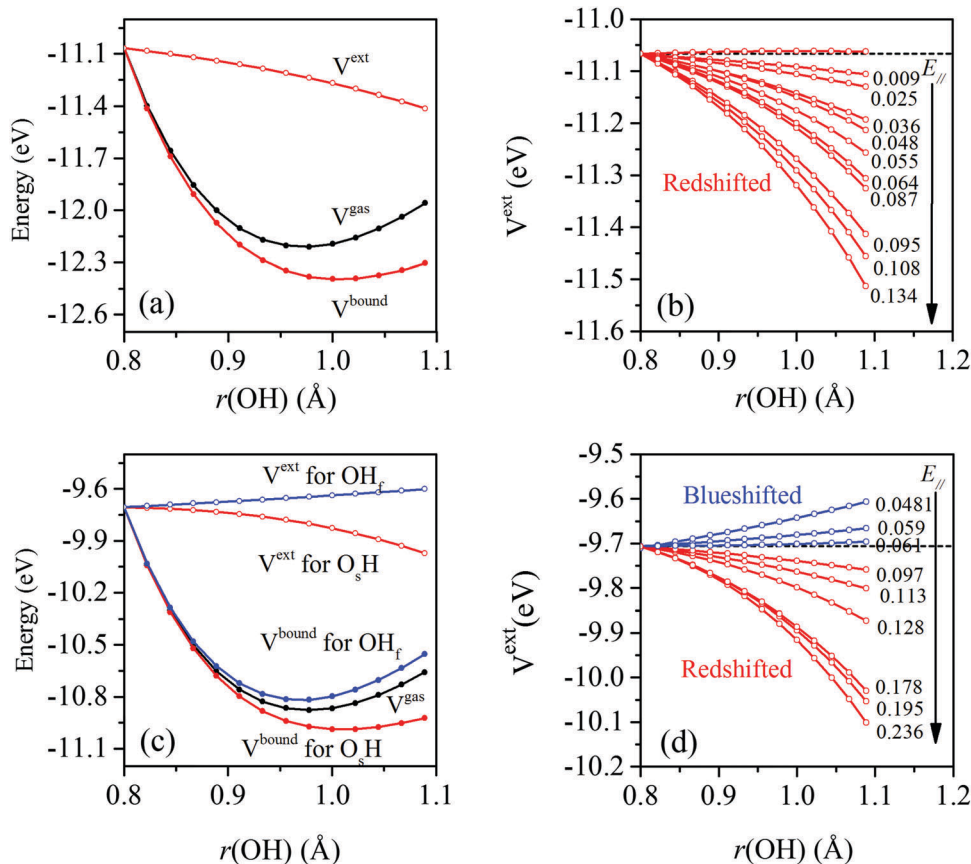 -11.1
-11.4
-11.7
-12.0
-12.3
-12.6
Energy (eV)
V^ext
V^gas
V^bound
(a)
0.8 0.9 1.0 1.1
r(OH) (Å)
-11.0
-11.1
-11.2
-11.3
-11.4
-11.5
-11.6
V^ext (eV)
E_//
0.009
0.025
0.036
0.048
0.055
0.064
0.087
0.095
0.108
0.134
Redshifted
(b)
0.8 0.9 1.0 1.1 1.2
r(OH) (Å)
-9.6
-9.9
-10.2
-10.5
-10.8
-11.1
Energy (eV)
V^ext for OH_f
V^ext for O_sH
V^bound for OH_f
V^gas
V^bound for O_sH
(c)
0.8 0.9 1.0 1.1
r(OH) (Å)
-9.5
-9.6
-9.7
-9.8
-9.9
-10.0
-10.1
-10.2
V^ext (eV)
E_//
Blueshifted
0.0481
0.059
0.061
0.097
0.113
0.128
0.178
0.195
0.236
Redshifted
(d)
0.8 0.9 1.0 1.1 1.2
r(OH) (Å)